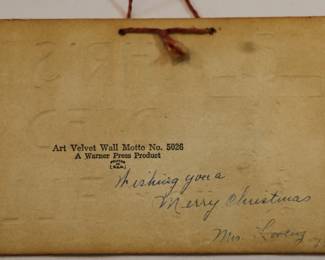 Art Velvet Wall Motto No. 5026
A Warner Press Product
Wishing you a
Merry Christmas
Mrs.